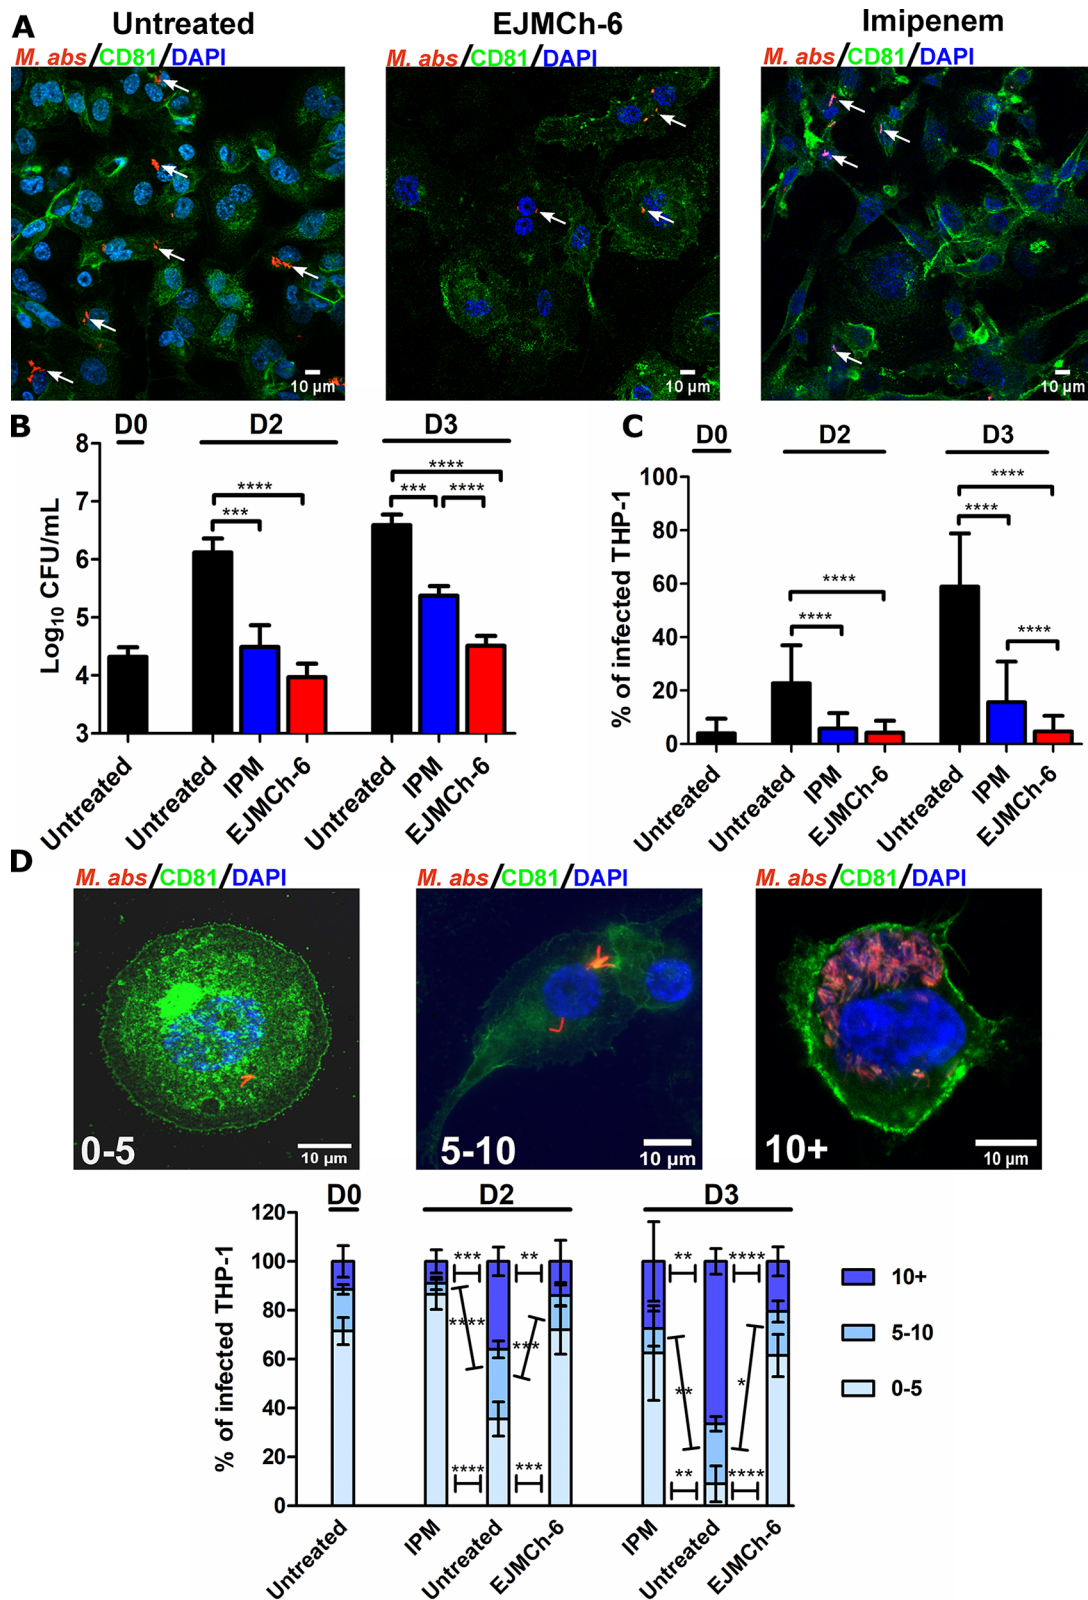 A
Untreated
EJMCh-6
Imipenem
M. abs/CD81/DAPI
M. abs/CD81/DAPI
M. abs/CD81/DAPI
10 µm
10 µm
10 µm
B
D0
D2
D3
8
7
6
5
4
3
Log10 CFU/mL
****
***
****
***
****
Untreated
Untreated
IPM
EJMCh-6
Untreated
IPM
EJMCh-6
C
D0
D2
D3
100
80
60
40
20
0
% of infected THP-1
****
****
****
****
****
Untreated
Untreated
IPM
EJMCh-6
Untreated
IPM
EJMCh-6
D
M. abs/CD81/DAPI
M. abs/CD81/DAPI
M. abs/CD81/DAPI
0-5
10 µm
5-10
10 µm
10+
10 µm
D0
D2
D3
120
100
80
60
40
20
0
% of infected THP-1
***
**
**
****
****
***
**
*
****
***
**
****
Untreated
IPM
Untreated
EJMCh-6
IPM
Untreated
EJMCh-6
10+
5-10
0-5